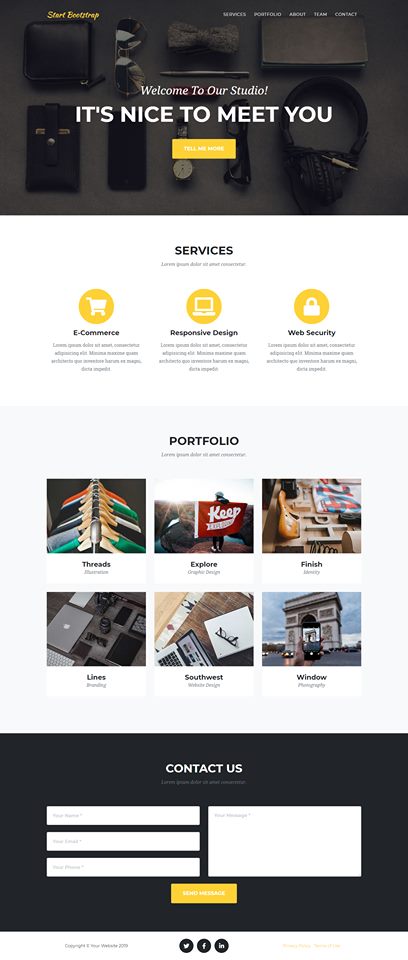 Start Bootstrap
SERVICES PORTFOLIO ABOUT TEAM CONTACT
Welcome To Our Studio!
IT'S NICE TO MEET YOU
TELL ME MORE
SERVICES
Lorem ipsum dolor sit amet consectetur.
E-Commerce
Lorem ipsum dolor sit amet, consectetur
adipisicing elit. Minima maxime quam
architecto quo inventore harum ex magni,
dicta impedit.
Responsive Design
Lorem ipsum dolor sit amet, consectetur
adipisicing elit. Minima maxime quam
architecto quo inventore harum ex magni,
dicta impedit.
Web Security
Lorem ipsum dolor sit amet, consectetur
adipisicing elit. Minima maxime quam
architecto quo inventore harum ex magni,
dicta impedit.
PORTFOLIO
Lorem ipsum dolor sit amet consectetur.
Threads
Illustration
Keep
EXPLORING
Explore
Graphic Design
Finish
Identity
Lines
Branding
Southwest
Website Design
Window
Photography
CONTACT US
Lorem ipsum dolor sit amet consectetur.
Your Name *
Your Email *
Your Phone *
Your Message *
SEND MESSAGE
Copyright © Your Website 2019
Privacy Policy Terms of Use